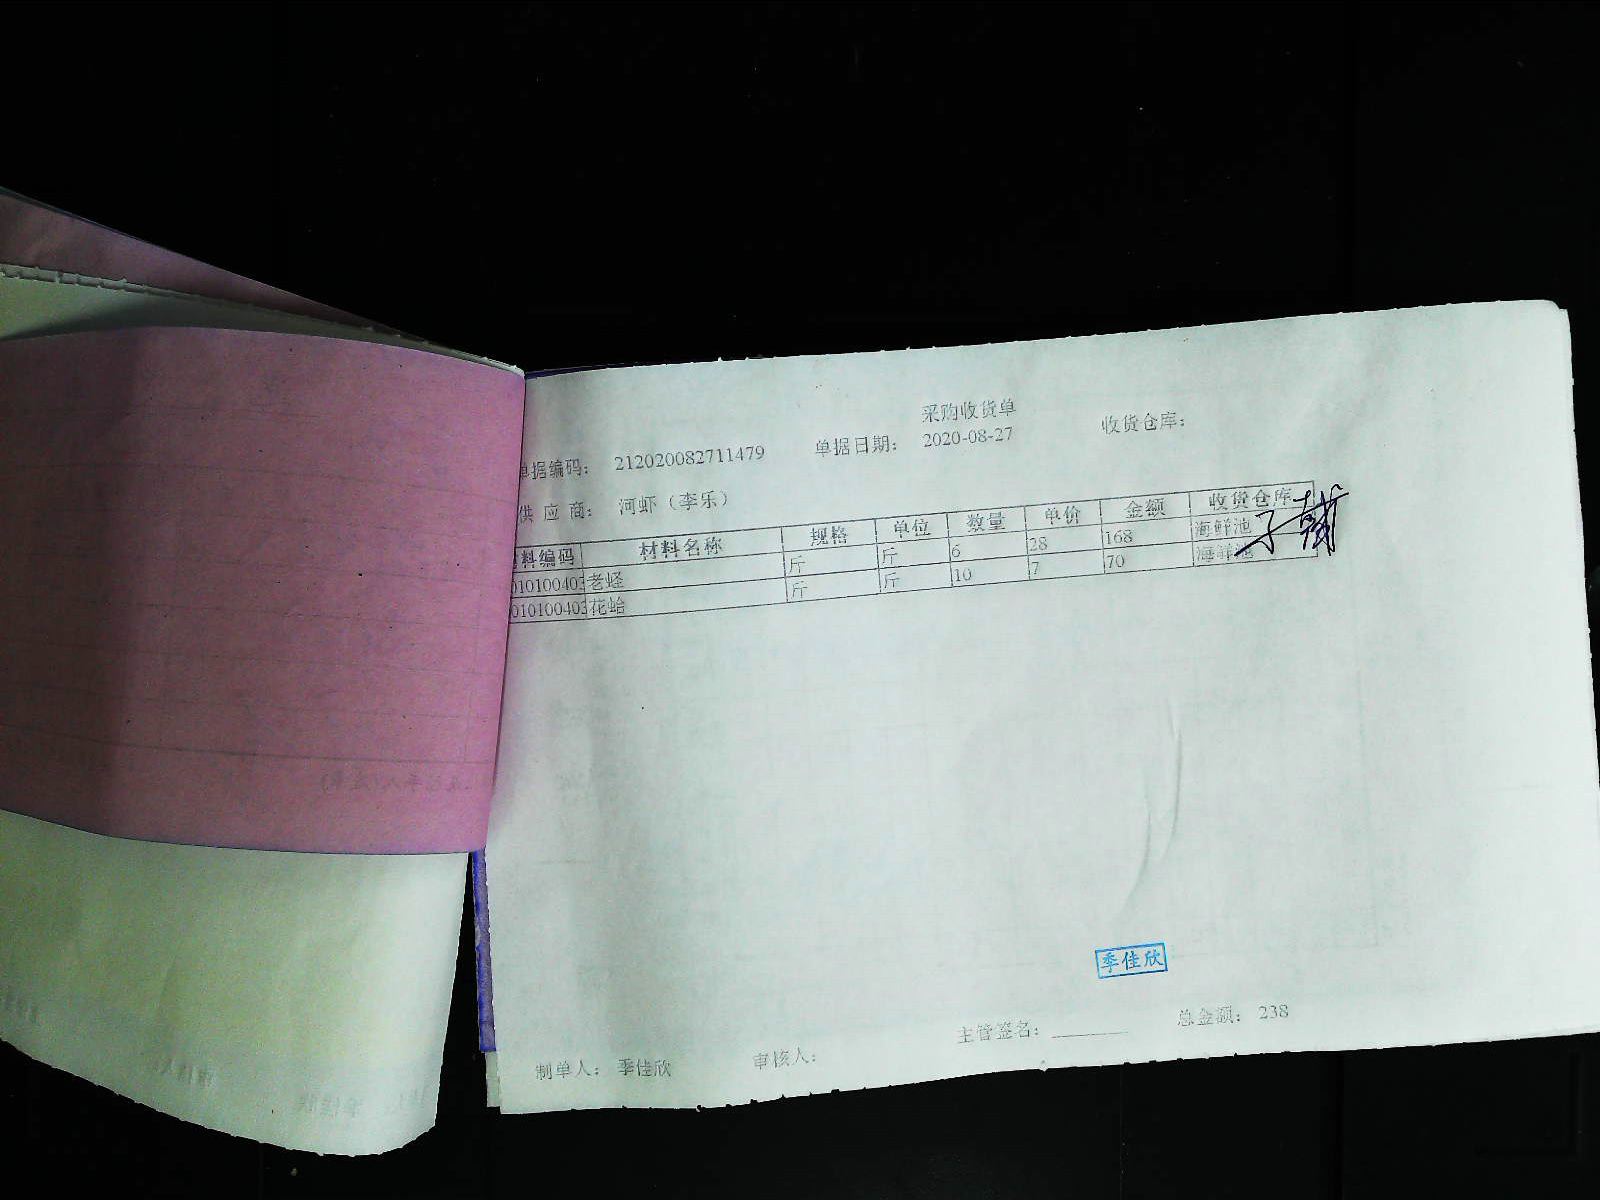 采购收货单
单据编码： 212020082711479 单据日期： 2020-08-27 收货仓库：
供 应 商： 河虾（李乐）
料编码 材料名称 规格 单位 数量 单价 金额 收货仓库
010100403 老蛏 斤 斤 6 28 168 海鲜池
010100403 花蛤 斤 斤 10 7 70 海鲜池
季佳欣
制单人： 季佳欣 审核人： 主管签名： 总金额： 238